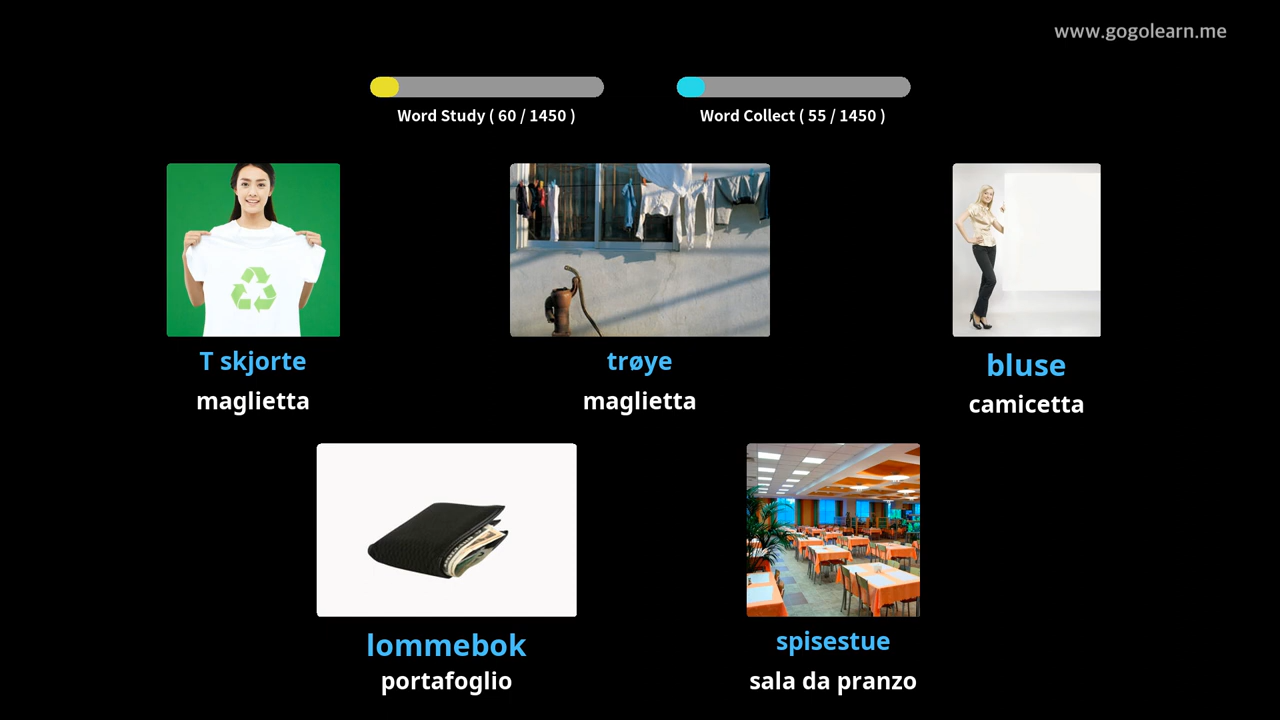 www.gogolearn.me
Word Study ( 60 / 1450 )
Word Collect ( 55 / 1450 )
T skjorte
maglietta
trøye
maglietta
bluse
camicetta
lommebok
portafoglio
spisestue
sala da pranzo